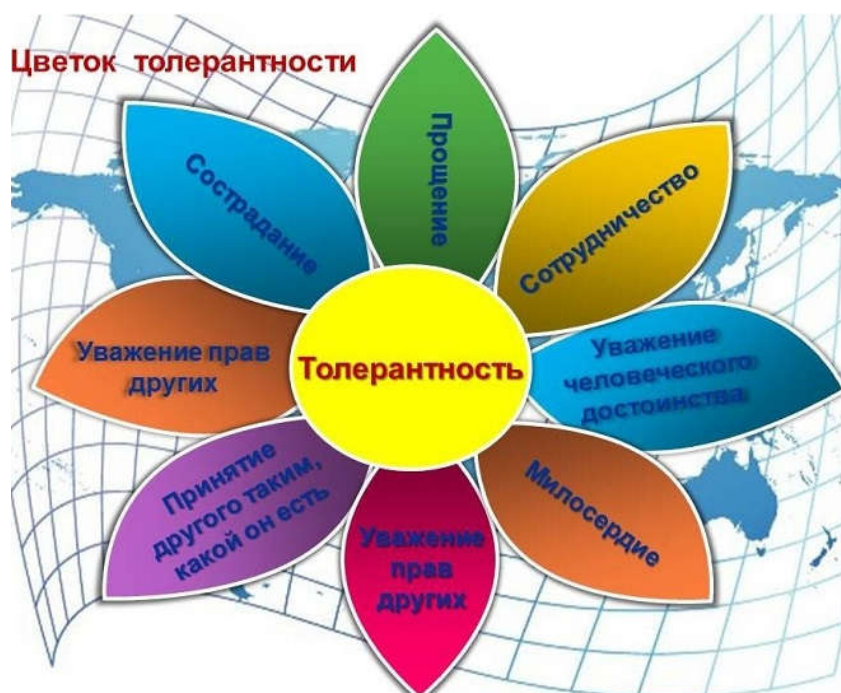 Цветок толерантности
Прощение
Сострадание
Сотрудничество
Уважение прав
других
Толерантность
Уважение
человеческого
достоинства
Принятие
другого таким,
какой он есть
Уважение
прав
других
Милосердие